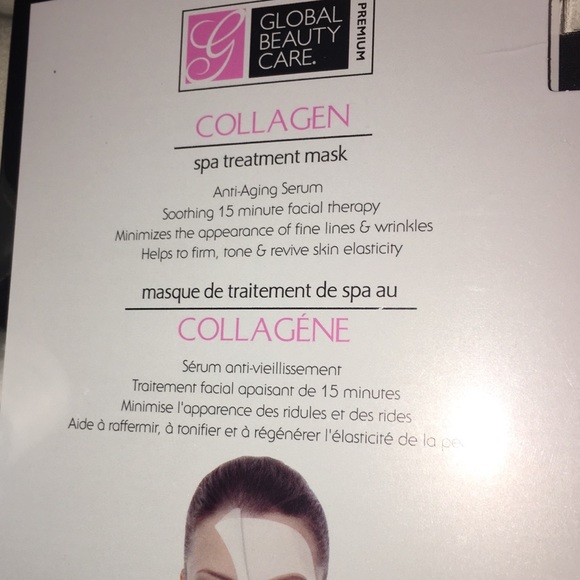 G
GLOBAL
BEAUTY
CARE.
PREMIUM
COLLAGEN
spa treatment mask
Anti-Aging Serum
Soothing 15 minute facial therapy
Minimizes the appearance of fine lines & wrinkles
Helps to firm, tone & revive skin elasticity
masque de traitement de spa au
COLLAGÉNE
Sérum anti-vieillissement
Traitement facial apaisant de 15 minutes
Minimise l'apparence des ridules et des rides
Aide à raffermir, à tonifier et à régénérer l'élasticité de la